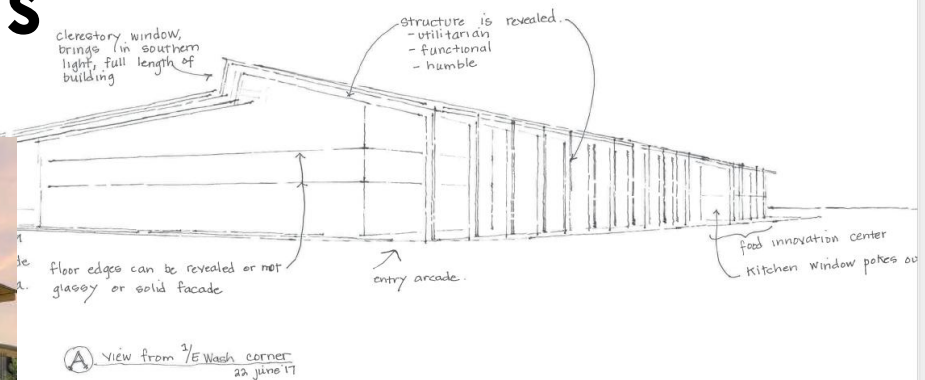 S
clerestory window,
brings in southern
light, full length of
building
structure is revealed.
- utilitarian
- functional
- humble
floor edges can be revealed or not
glassy or solid facade
entry arcade.
food innovation center
Kitchen window pokes ou
A view from 1/E Wash corner
22 june '17